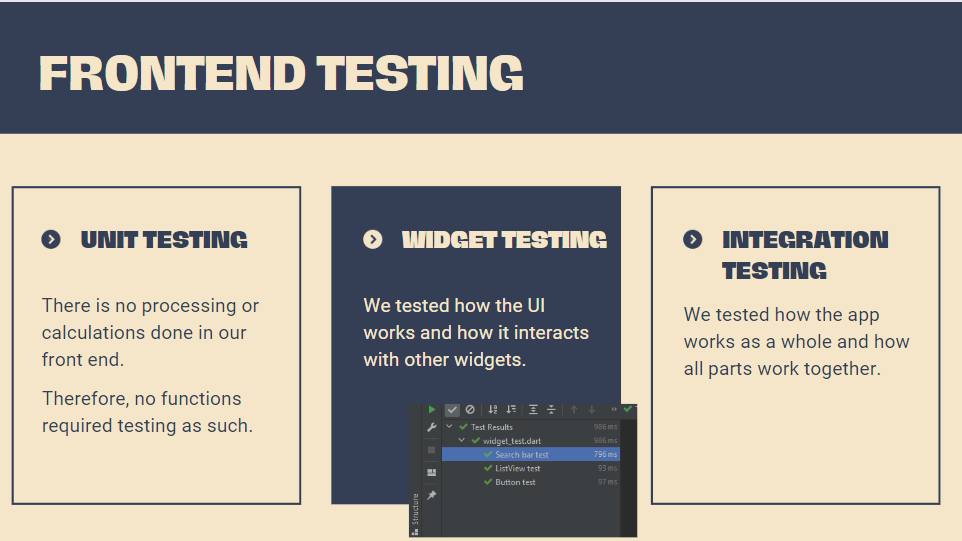 FRONTEND TESTING
UNIT TESTING
There is no processing or
calculations done in our
front end.
Therefore, no functions
required testing as such.
WIDGET TESTING
We tested how the UI
works and how it interacts
with other widgets.
Test Results 986 ms
widget_test.dart 986 ms
Search bar test 796 ms
ListView test 93 ms
Button test 97 ms
Structure
INTEGRATION
TESTING
We tested how the app
works as a whole and how
all parts work together.